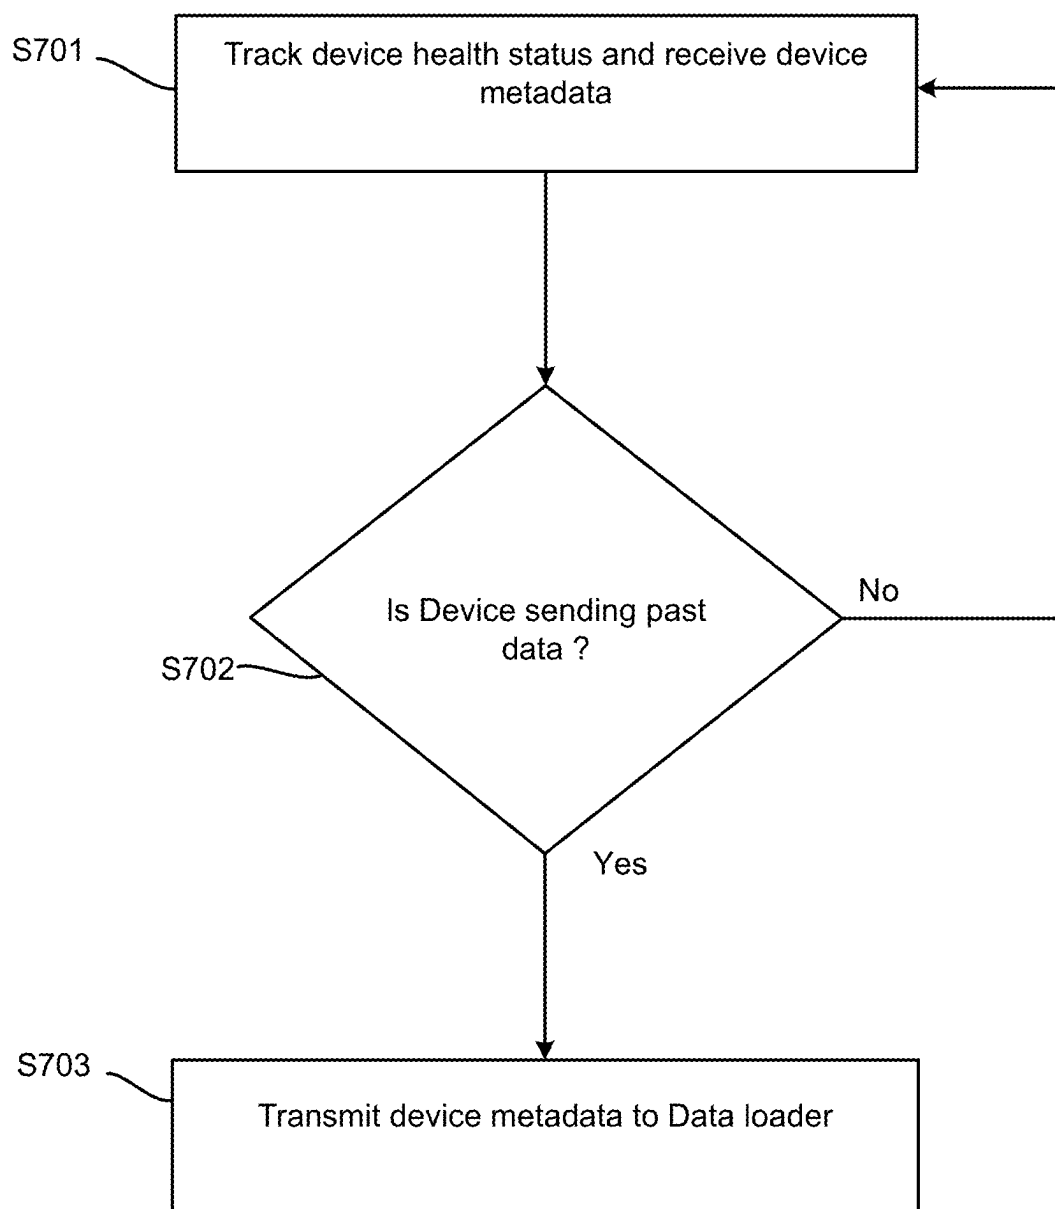 S701
Track device health status and receive device
metadata
No
Is Device sending past
data ?
S702
Yes
S703
Transmit device metadata to Data loader